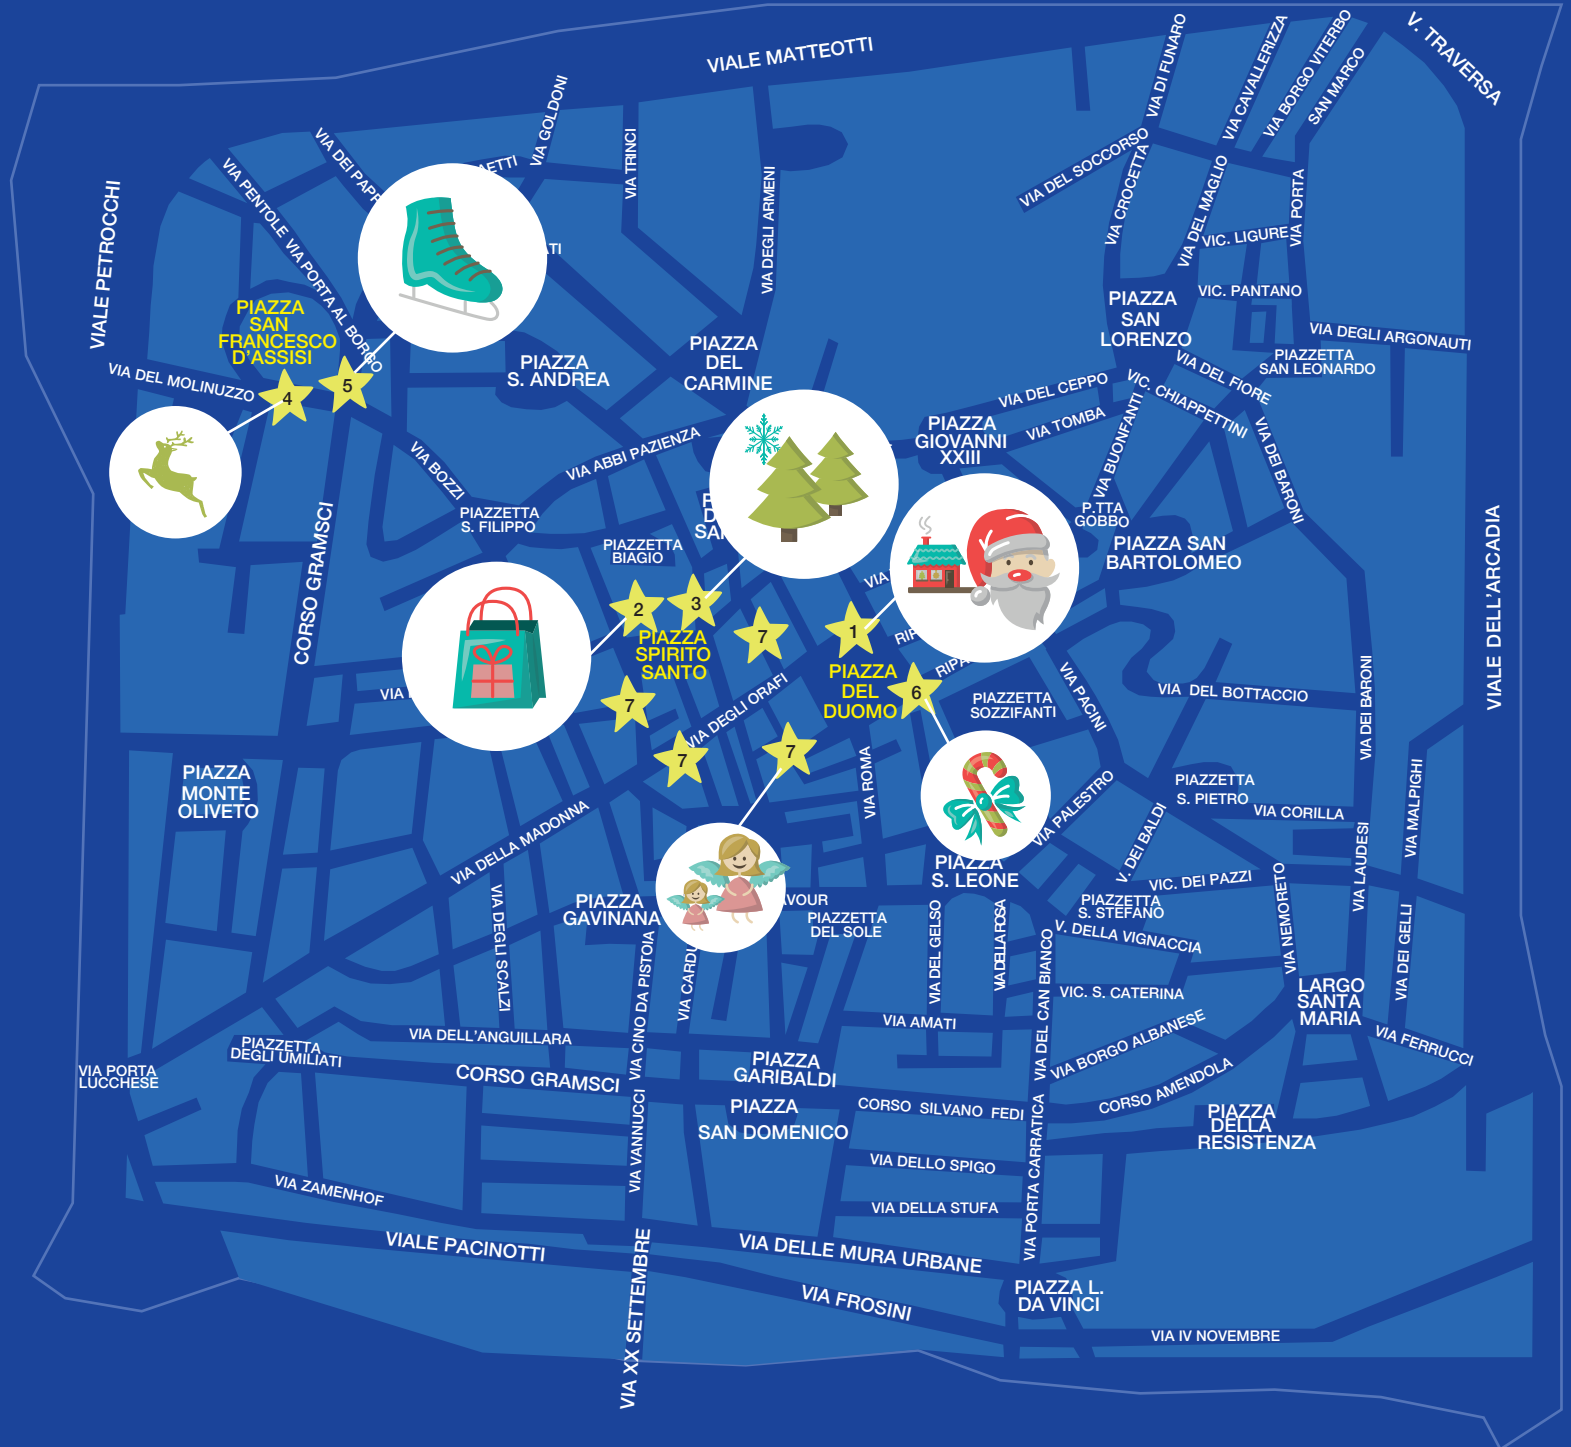 VIALE MATTEOTTI
V. TRAVERSA
VIA DI FUNARO
VIA CAVALLERIZZA
VIA BORGO VITERBO
SAN MARCO
VIA GOLDONI
VIA TRINCI
VIA DEGLI ARMENI
VIA DEI PAPP
AETTI
ATI
VIA PENTOLE
VIA PORTA AL BORGO
VIALE PETROCCHI
VIA DEL SOCCORSO
VIA CROCETTA
VIA DEL MAGLIO
VIA PORTA
VIC. LIGURE
VIC. PANTANO
PIAZZA
SAN
LORENZO
VIA DEGLI ARGONAUTI
PIAZZETTA
SAN LEONARDO
PIAZZA
SAN
FRANCESCO
D'ASSISI
VIA DEL MOLINUZZO
4
5
PIAZZA
S. ANDREA
PIAZZA
DEL
CARMINE
VIA DEL FIORE
VIC. CHIAPPETTINI
VIA DEL CEPPO
VIA TOMBA
PIAZZA
GIOVANNI
XXIII
VIA BUONFANTI
VIA DEI BARONI
VIA ABBI PAZIENZA
VIA BOZZI
PIAZZETTA
S. FILIPPO
P.TTA
GOBBO
PIAZZA SAN
BARTOLOMEO
VIALE DELL'ARCADIA
CORSO GRAMSCI
PIAZZETTA
BIAGIO
SAN
VIA
2
3
7
1
PIAZZA
SPIRITO
SANTO
RIPA
PIAZZA
DEL
DUOMO
6
VIA
7
VIA DEGLI ORAFI
7
7
PIAZZETTA
SOZZIFANTI
VIA PACINI
VIA DEL BOTTACCIO
VIA DEI BARONI
PIAZZA
MONTE
OLIVETO
VIA ROMA
PIAZZETTA
S. PIETRO
VIA CORILLA
VIA MALPIGHI
VIA PALESTRO
V. DEI BALDI
VIA LAUDESI
VIA DELLA MADONNA
PIAZZA
S. LEONE
VIC. DEI PAZZI
VIA NEMORETO
VIA DEGLI SCALZI
PIAZZA
GAVINANA
AVOUR
PIAZZETTA
DEL SOLE
PIAZZETTA
S. STEFANO
V. DELLA VIGNACCIA
VIA DEL GELSO
VIA DELLA ROSA
VIA DEI GELLI
VIA CINO DA PISTOIA
VIA CARDU
VIA DEL CAN BIANCO
VIC. S. CATERINA
LARGO
SANTA
MARIA
VIA AMATI
VIA BORGO ALBANESE
VIA FERRUCCI
VIA DELL'ANGUILLARA
PIAZZETTA
DEGLI UMILIATI
VIA PORTA
LUCCHESE
CORSO GRAMSCI
PIAZZA
GARIBALDI
CORSO AMENDOLA
PIAZZA
SAN DOMENICO
CORSO SILVANO FEDI
PIAZZA
DELLA
RESISTENZA
VIA VANNUCCI
VIA DELLO SPIGO
VIA PORTA CARRATICA
VIA ZAMENHOF
VIA DELLA STUFA
VIALE PACINOTTI
VIA DELLE MURA URBANE
VIA XX SETTEMBRE
VIA FROSINI
PIAZZA L.
DA VINCI
VIA IV NOVEMBRE